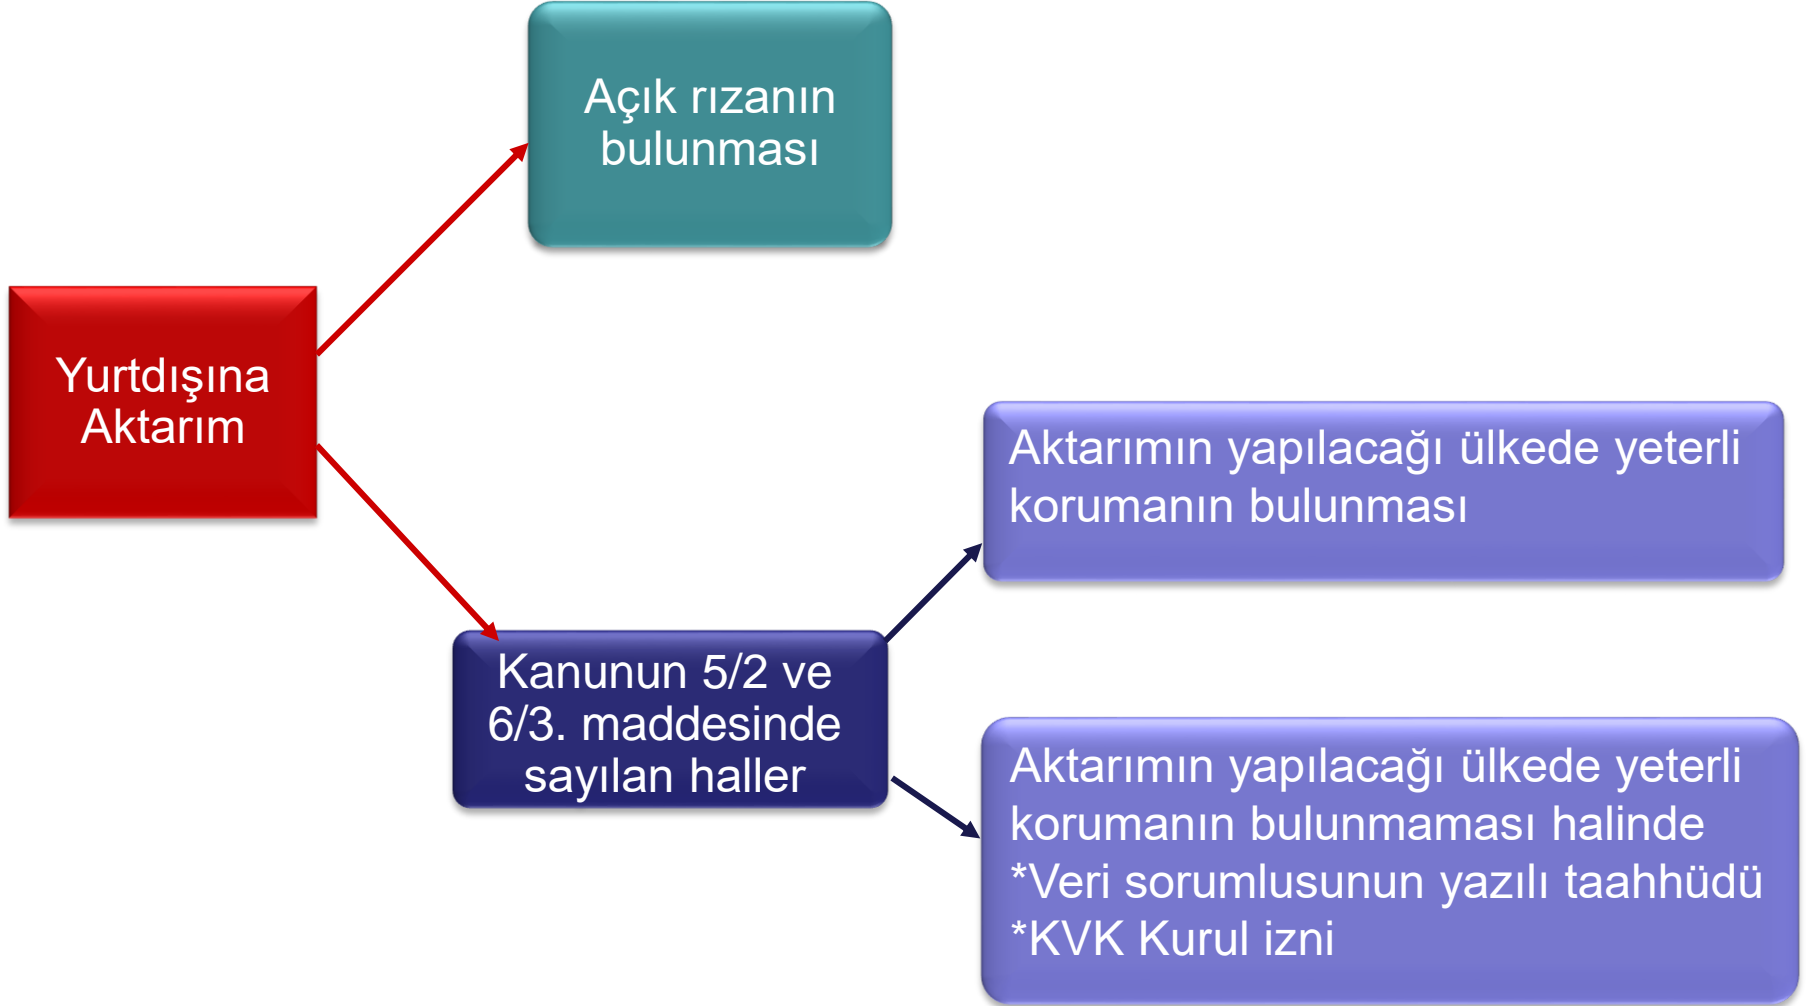 Açık rızanın
bulunması
Yurtdışına
Aktarım
Aktarımın yapılacağı ülkede yeterli
korumanın bulunması
Kanunun 5/2 ve
6/3. maddesinde
sayılan haller
Aktarımın yapılacağı ülkede yeterli
korumanın bulunmaması halinde
*Veri sorumlusunun yazılı taahhüdü
*KVK Kurul izni